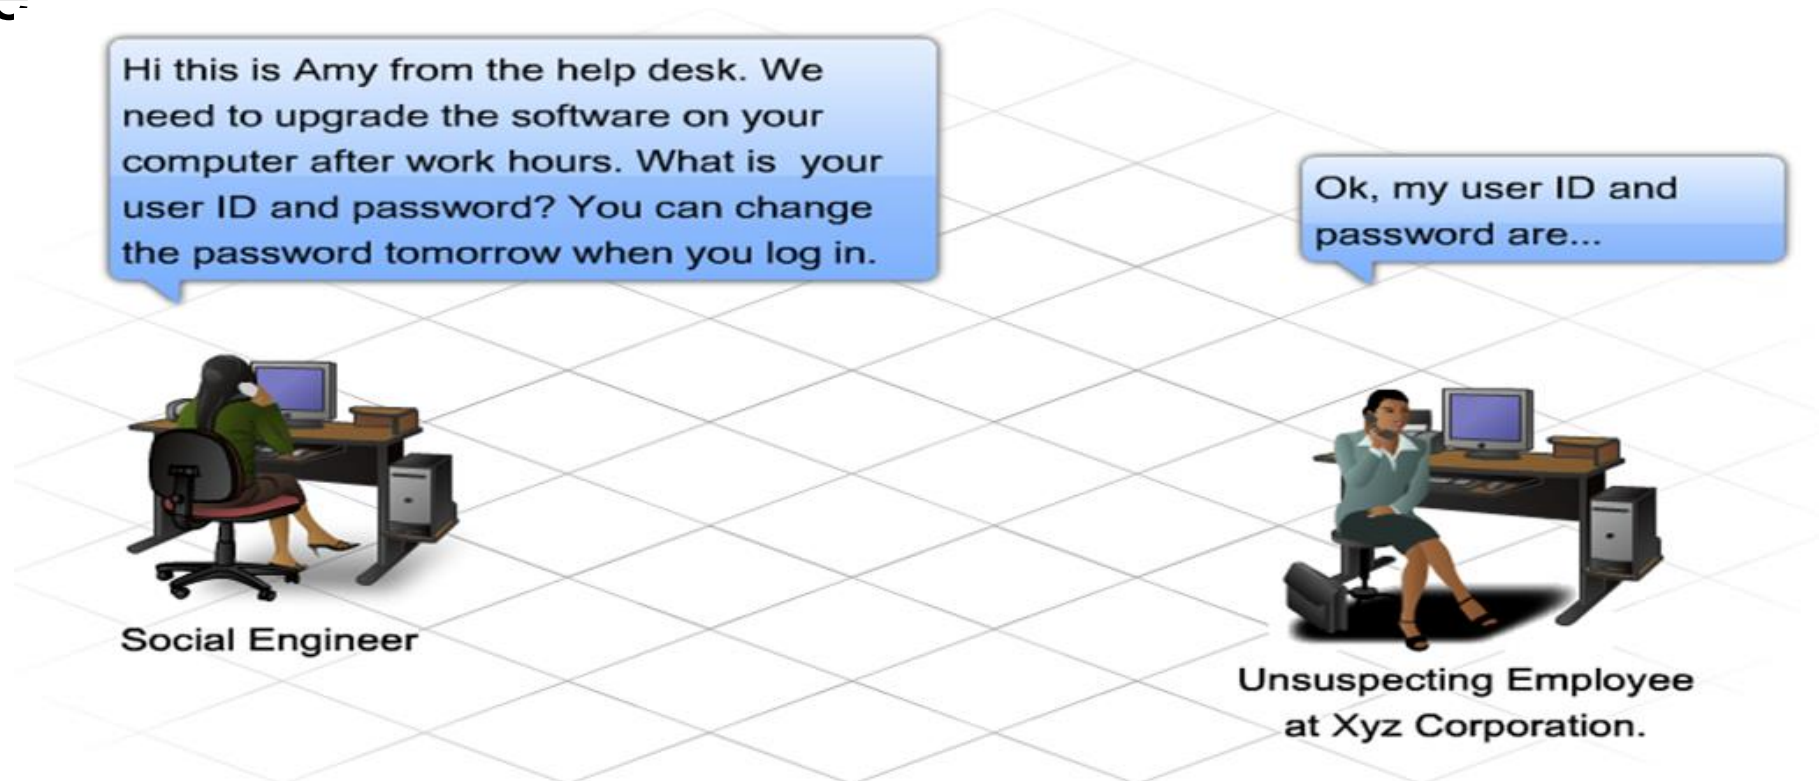 Hi this is Amy from the help desk. We
need to upgrade the software on your
computer after work hours. What is your
user ID and password? You can change
the password tomorrow when you log in.
Ok, my user ID and
password are...
Social Engineer
Unsuspecting Employee
at Xyz Corporation.